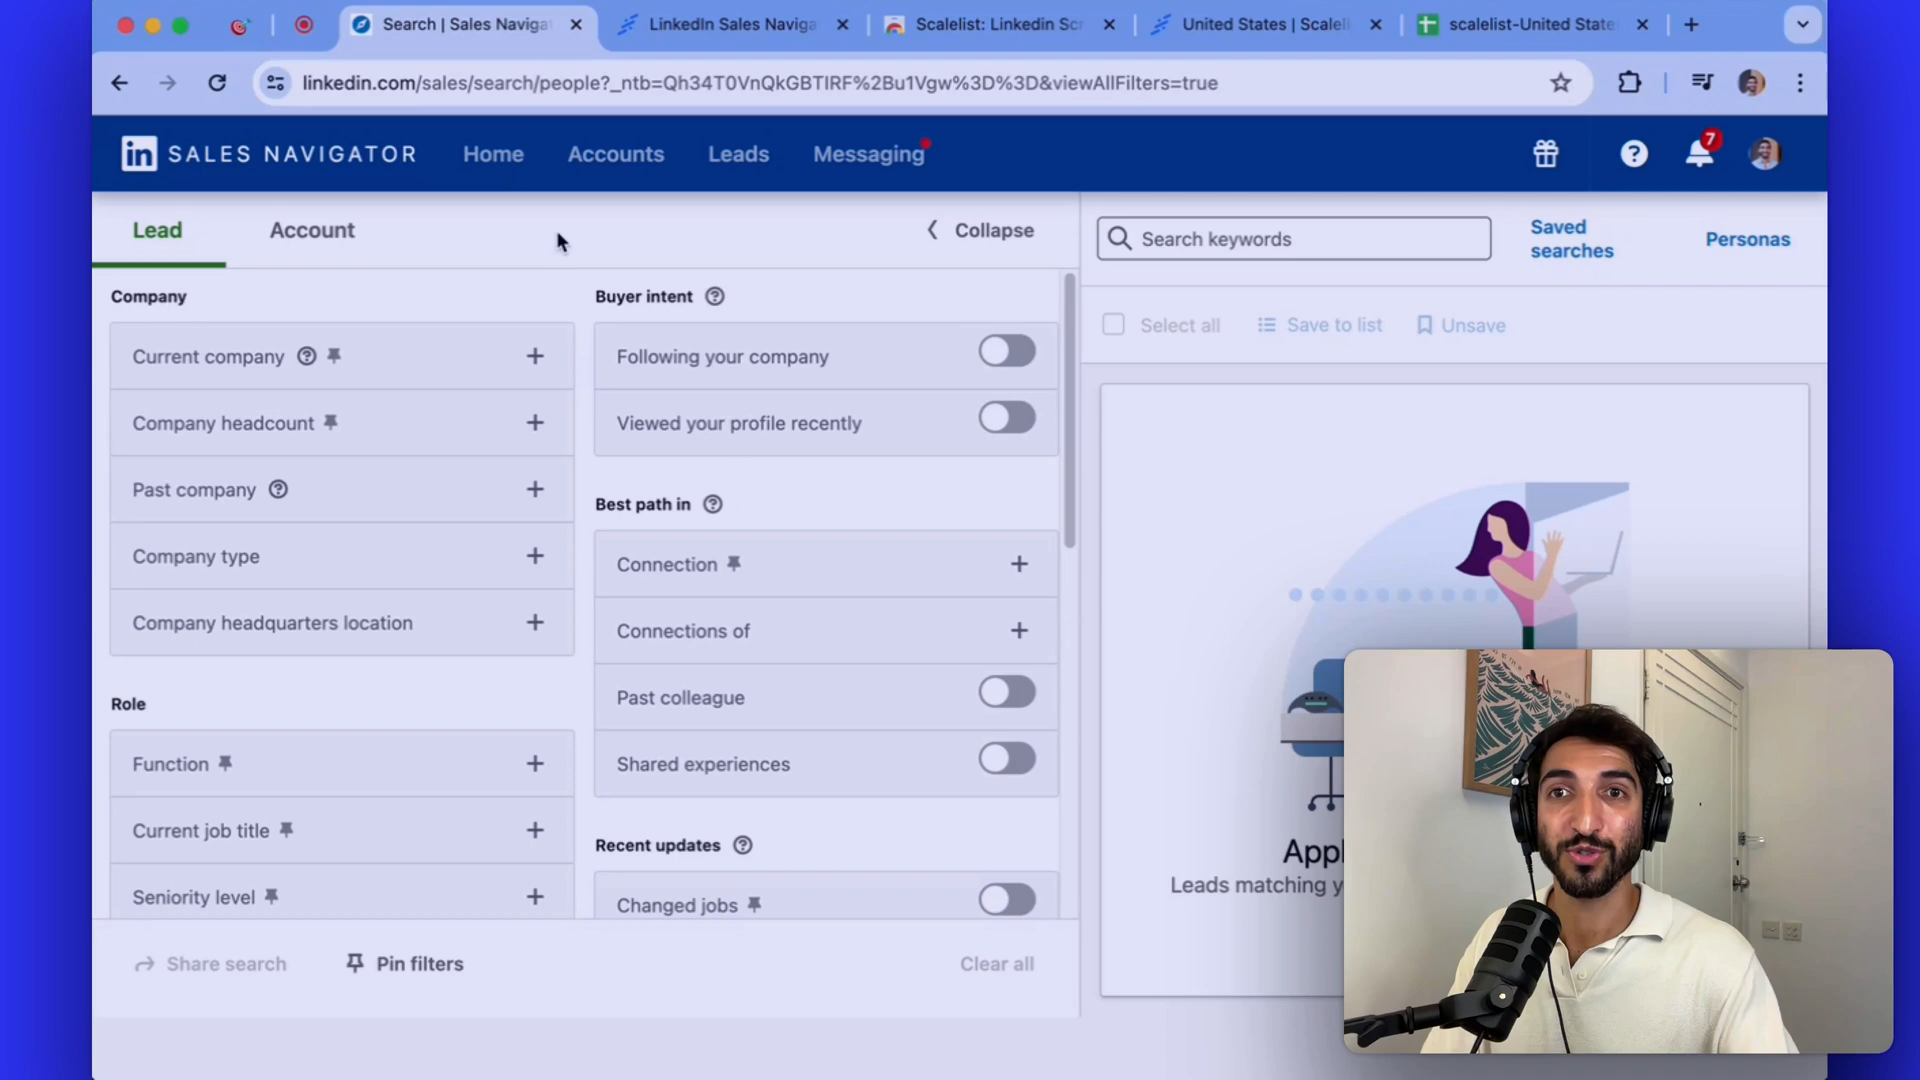 Search | Sales Naviga
LinkedIn Sales Naviga
Scalelist: Linkedin Scr
United States | Scaleli
scalelist-United State
linkedin.com/sales/search/people?_ntb=Qh34T0VnQkGBTIRF%2Bu1Vgw%3D%3D&viewAllFilters=true
in SALES NAVIGATOR
Home
Accounts
Leads
Messaging
7
Lead
Account
Collapse
Search keywords
Saved
searches
Personas
Select all
Save to list
Unsave
Company
Current company
Company headcount
Past company
Company type
Company headquarters location
Role
Function
Current job title
Seniority level
Buyer intent
Following your company
Viewed your profile recently
Best path in
Connection
Connections of
Past colleague
Shared experiences
Recent updates
Changed jobs
Share search
Pin filters
Clear all
Appl
Leads matching y